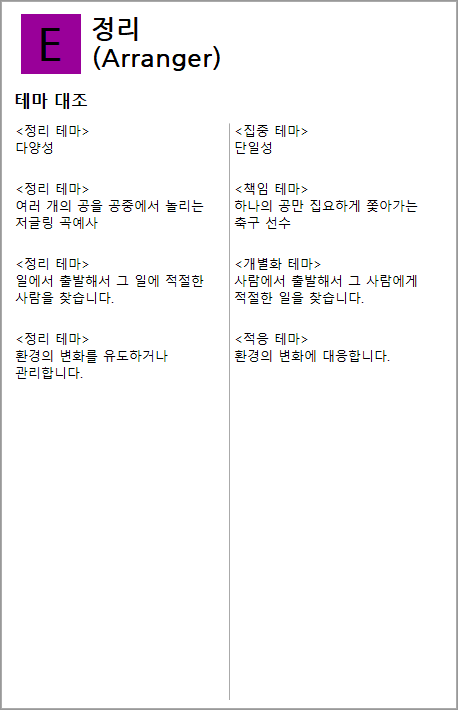 E
정리
(Arranger)
테마 대조
<정리 테마>
다양성
<집중 테마>
단일성
<정리 테마>
여러 개의 공을 공중에서 놀리는
저글링 곡예사
<책임 테마>
하나의 공만 집요하게 쫓아가는
축구 선수
<정리 테마>
일에서 출발해서 그 일에 적절한
사람을 찾습니다.
<개별화 테마>
사람에서 출발해서 그 사람에게
적절한 일을 찾습니다.
<정리 테마>
환경의 변화를 유도하거나
관리합니다.
<적응 테마>
환경의 변화에 대응합니다.